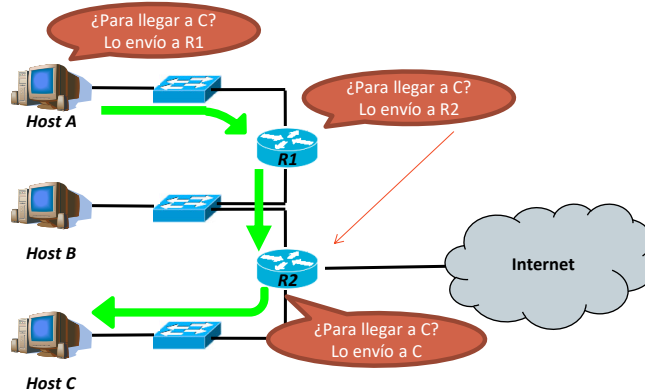 ¿Para llegar a C?
Lo envío a R1
Host A
¿Para llegar a C?
Lo envío a R2
R1
Host B
R2
Internet
¿Para llegar a C?
Lo envío a C
Host C